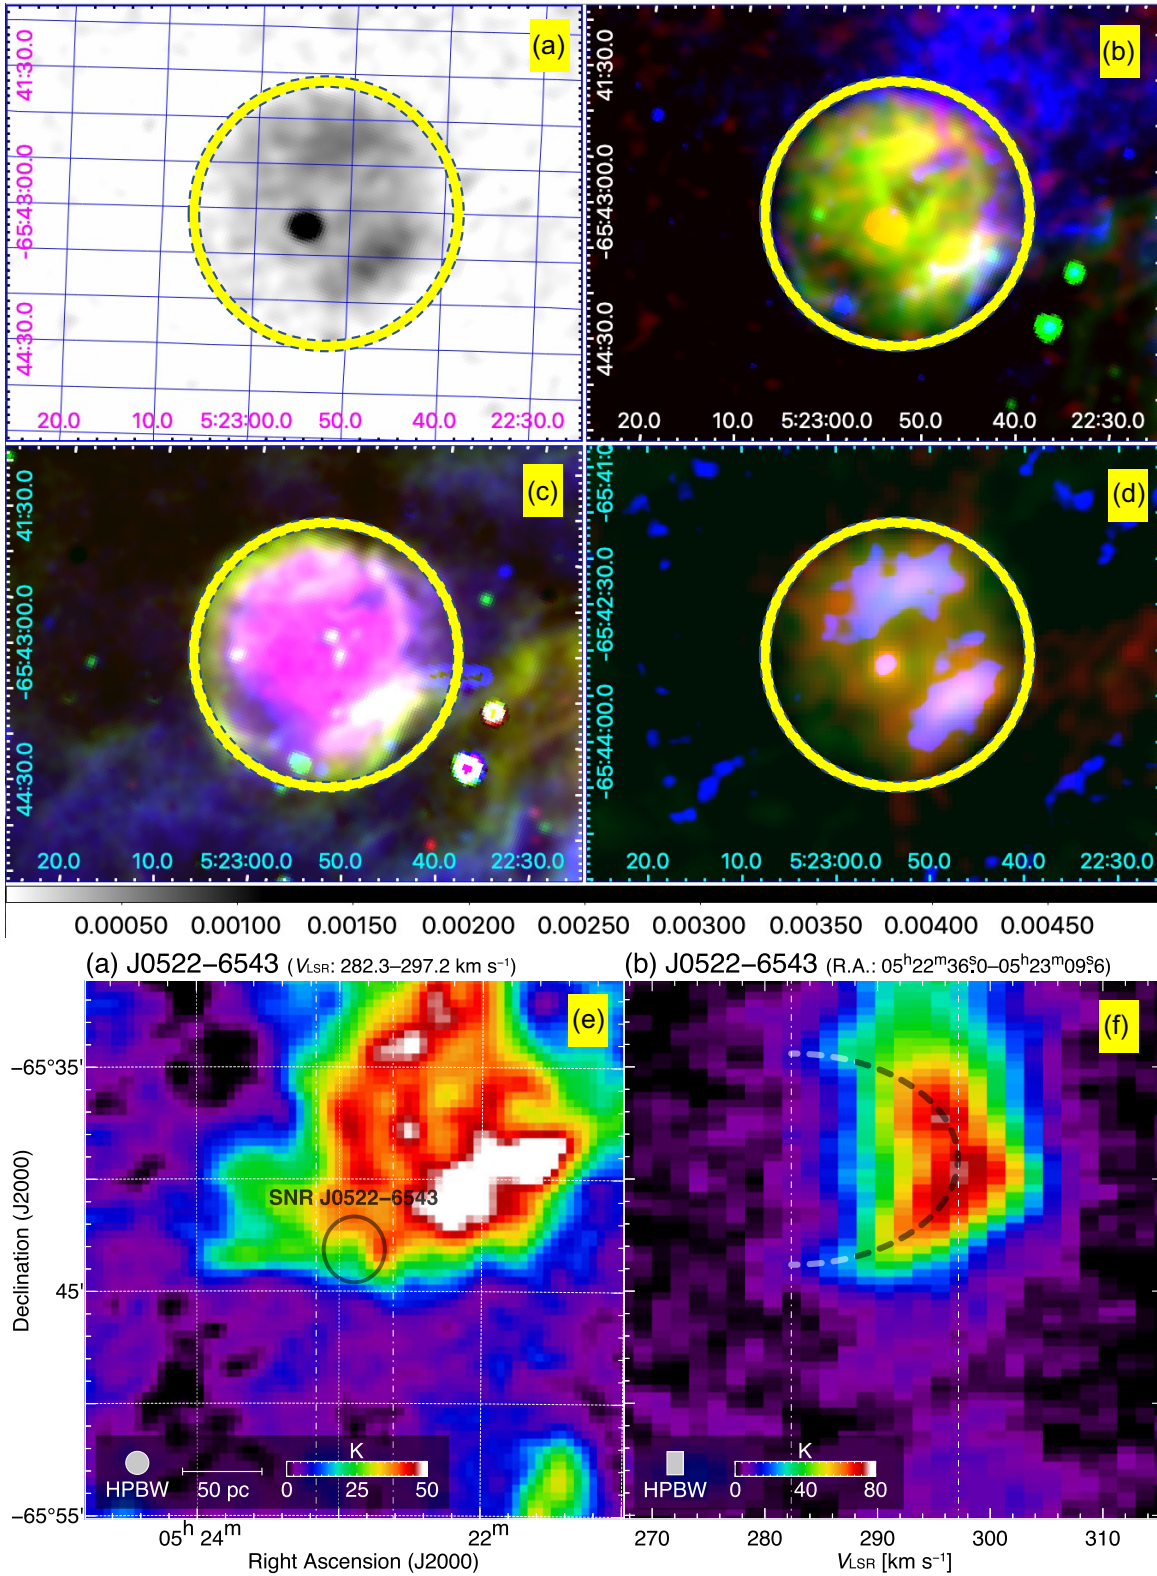 (a)
41:30.0
-65:43:00.0
44:30.0
20.0 10.0 5:23:00.0 50.0 40.0 22:30.0
(b)
41:30.0
-65:43:00.0
44:30.0
20.0 10.0 5:23:00.0 50.0 40.0 22:30.0
(c)
41:30.0
-65:43:00.0
44:30.0
20.0 10.0 5:23:00.0 50.0 40.0 22:30.0
(d)
-65:41:0
-65:42:30.0
-65:44:00.0
20.0 10.0 5:23:00.0 50.0 40.0 22:30.0
0.00050 0.00100 0.00150 0.00200 0.00250 0.00300 0.00350 0.00400 0.00450
(a) J0522−6543 (VLSR: 282.3–297.2 km s⁻¹)
(e)
−65°35'
45'
−65°55'
Declination (J2000)
SNR J0522−6543
HPBW
50 pc
K
0 50
05ʰ 24ᵐ 22ᵐ
Right Ascension (J2000)
(b) J0522−6543 (R.A.: 05ʰ22ᵐ36ˢ.0–05ʰ23ᵐ09ˢ.6)
(f)
HPBW
K
0 40 80
270 280 290 300 310
VLSR [km s⁻¹]